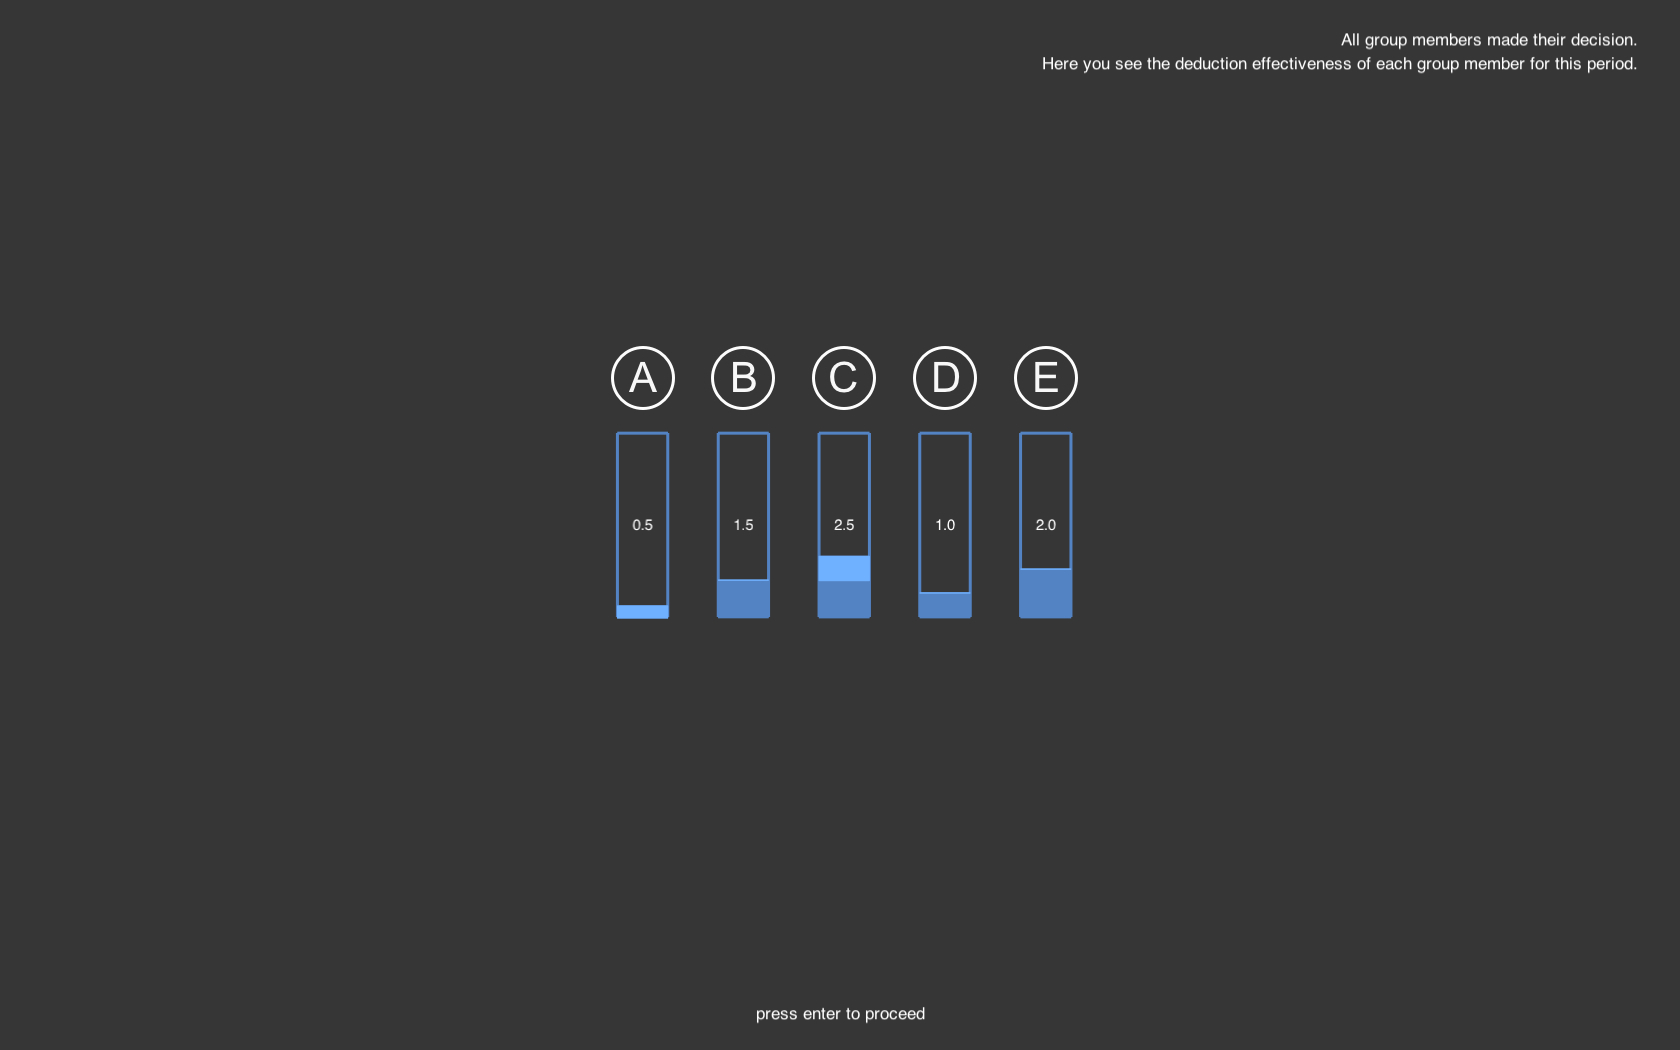 All group members made their decision.
Here you see the deduction effectiveness of each group member for this period.
A B C D E
0.5 1.5 2.5 1.0 2.0
press enter to proceed